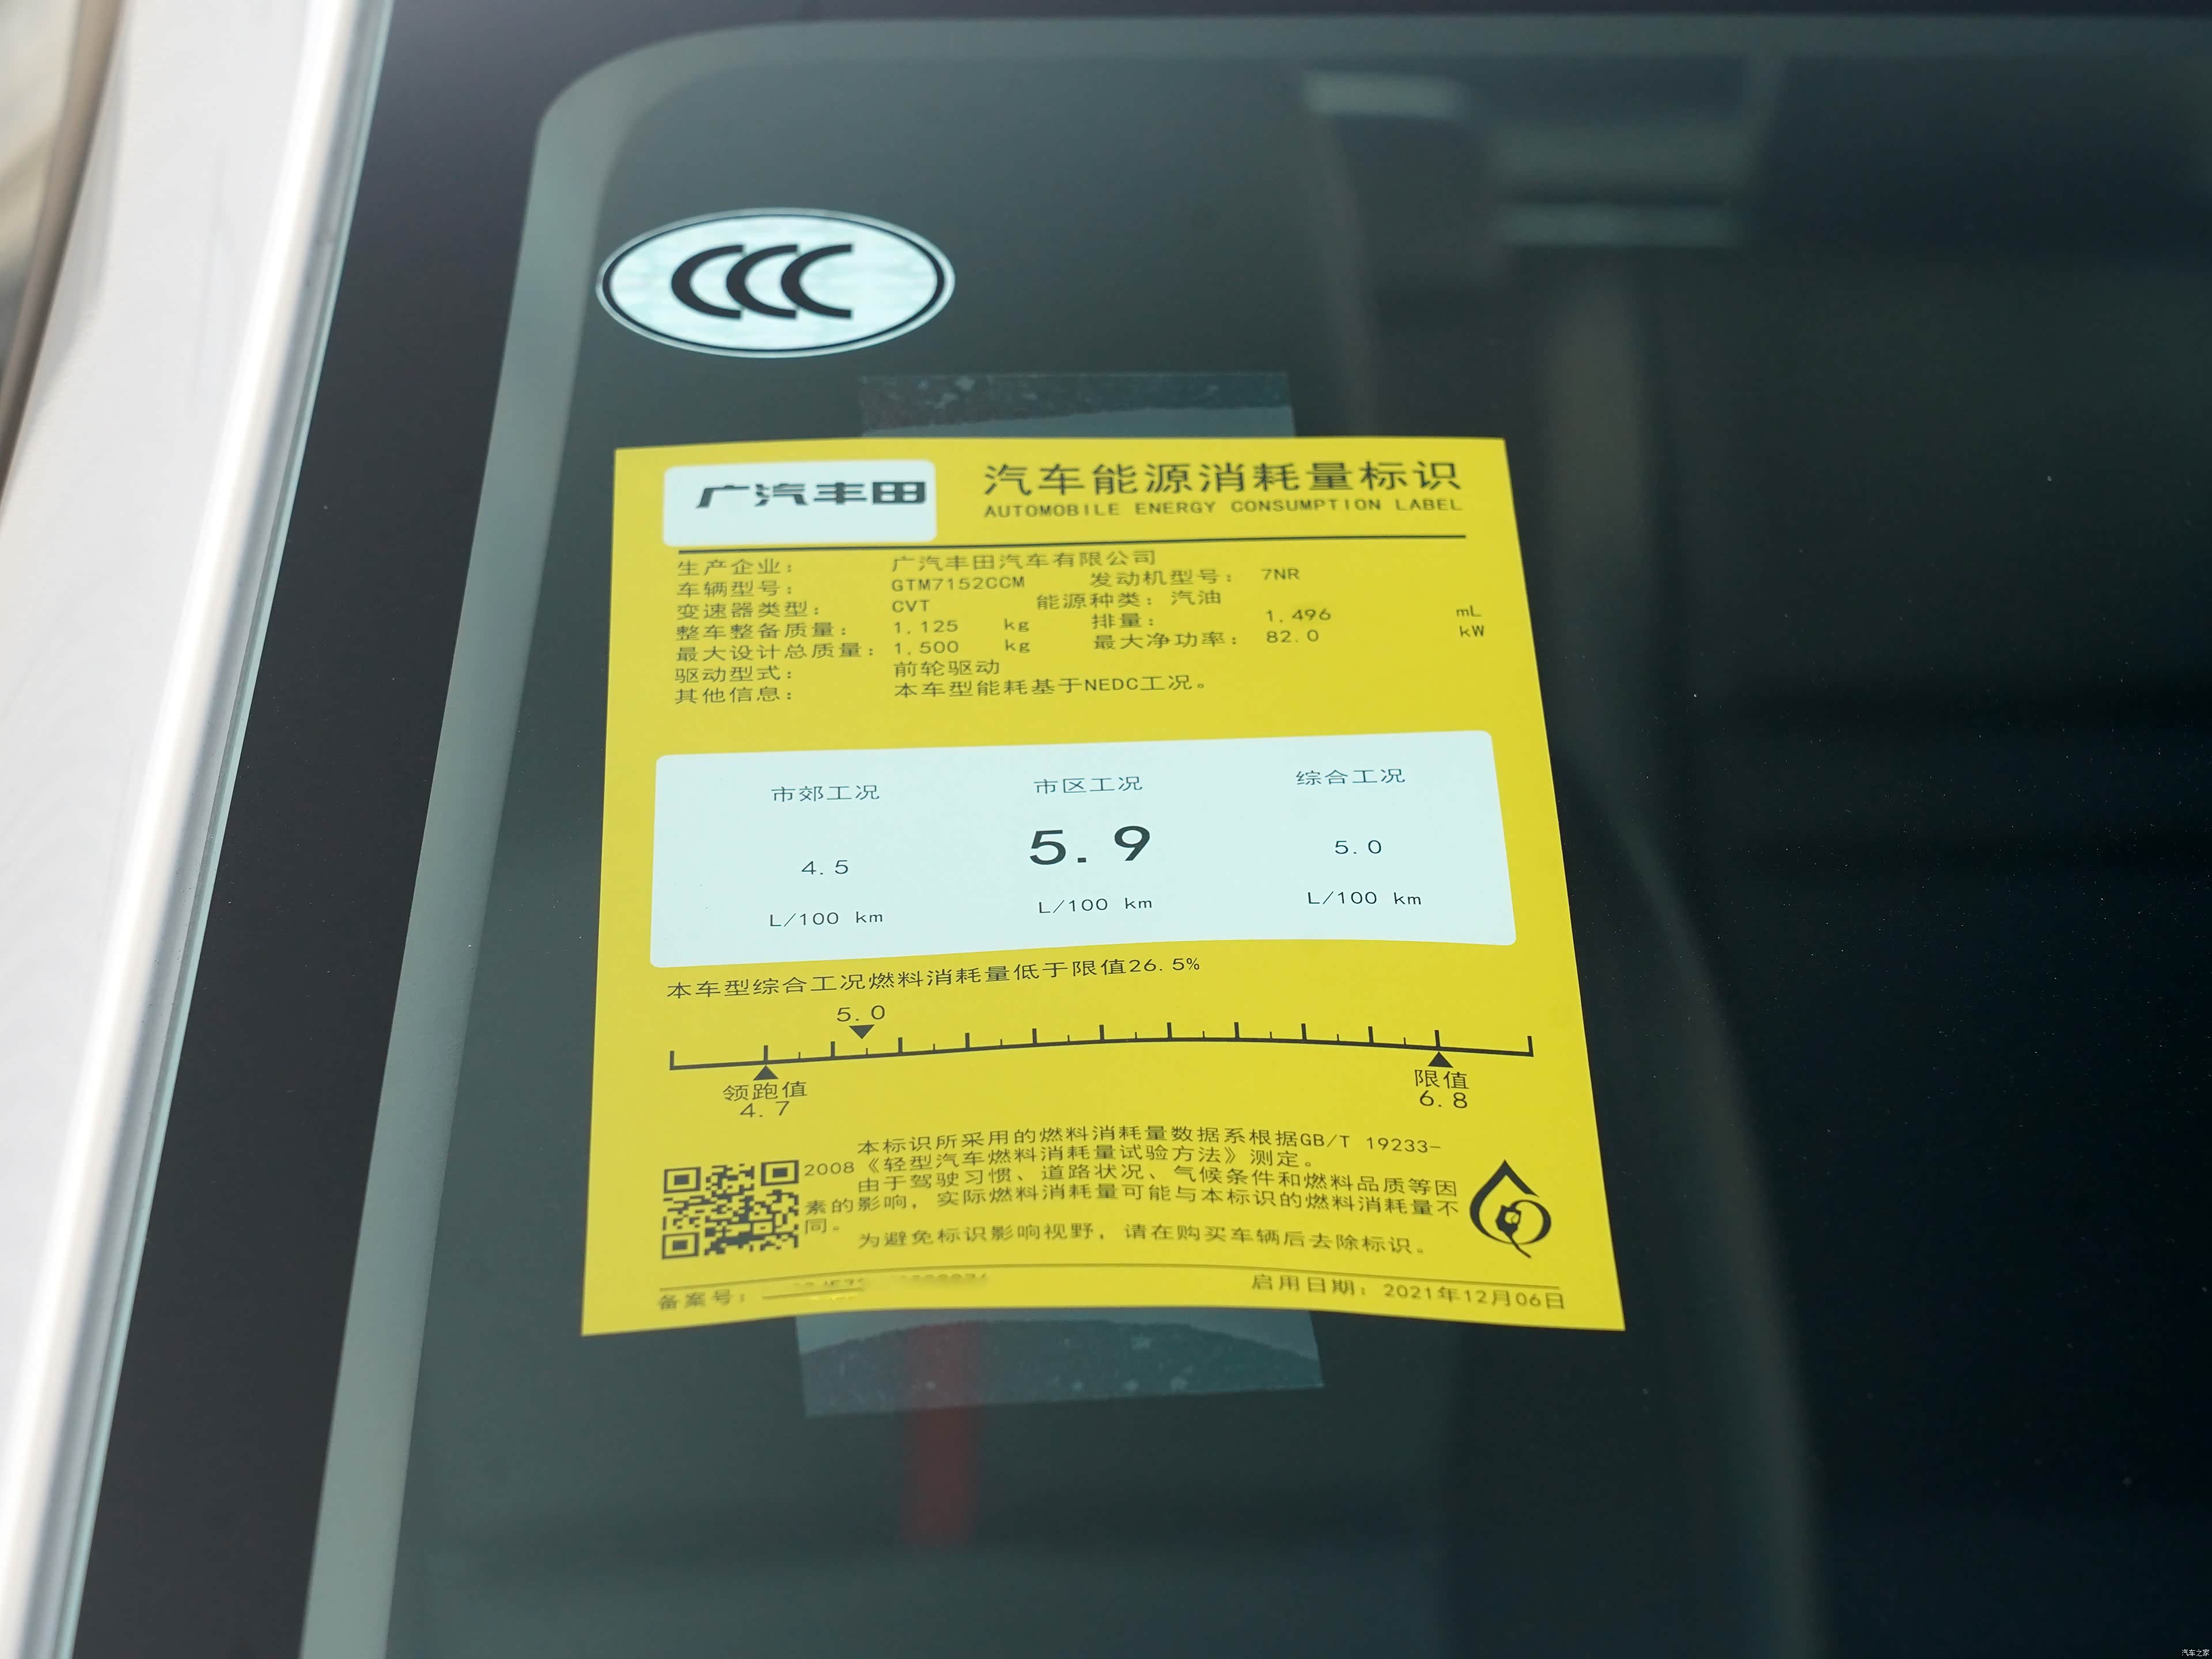 CCC
广汽丰田
汽车能源消耗量标识
AUTOMOBILE ENERGY CONSUMPTION LABEL
生产企业： 广汽丰田汽车有限公司
车辆型号： GTM7152CCM 发动机型号： 7NR
变速器类型： CVT 能源种类： 汽油
整车整备质量： 1,125 kg 排量： 1,496 mL
最大设计总质量： 1,500 kg 最大净功率： 82.0 kW
驱动型式： 前轮驱动
其他信息： 本车型能耗基于NEDC工况。
市郊工况 市区工况 综合工况
4.5 5.9 5.0
L/100 km L/100 km L/100 km
本车型综合工况燃料消耗量低于限值26.5%
5.0
领跑值 限值
4.7 6.8
本标识所采用的燃料消耗量数据系根据GB/T 19233-
2008《轻型汽车燃料消耗量试验方法》测定。
由于驾驶习惯、道路状况、气候条件和燃料品质等因
素的影响，实际燃料消耗量可能与本标识的燃料消耗量不
同。
为避免标识影响视野，请在购买车辆后去除标识。
备案号： 启用日期：2021年12月06日
汽车之家